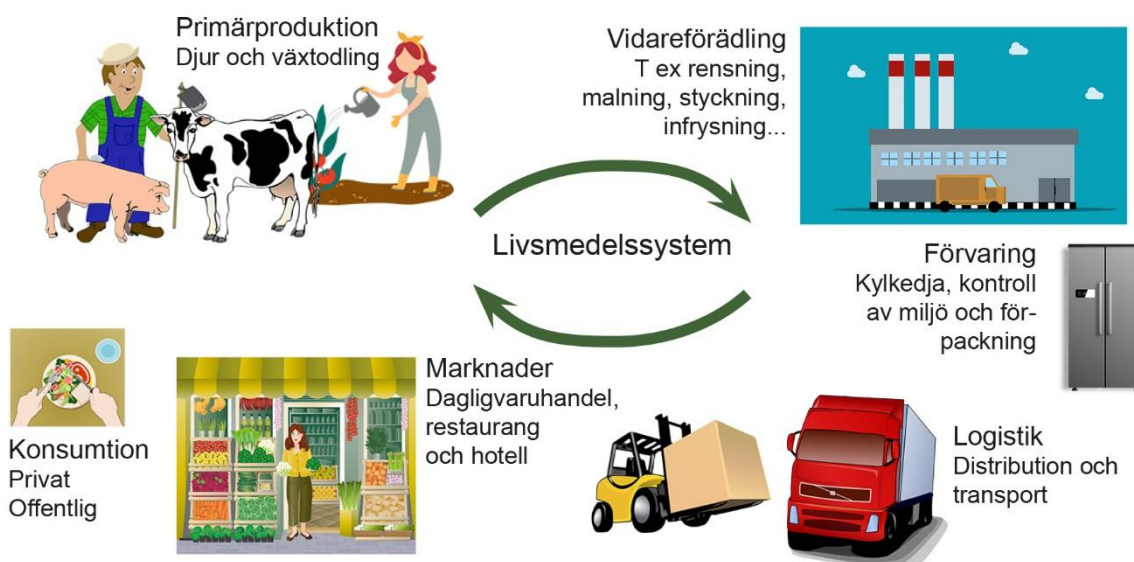 Primärproduktion
Djur och växtodling
Vidareförädling
T ex rensning,
malning, styckning,
infrysning...
Livsmedelssystem
Förvaring
Kylkedja, kontroll
av miljö och för-
packning
Logistik
Distribution och
transport
Marknader
Dagligvaruhandel,
restaurang
och hotell
Konsumtion
Privat
Offentlig